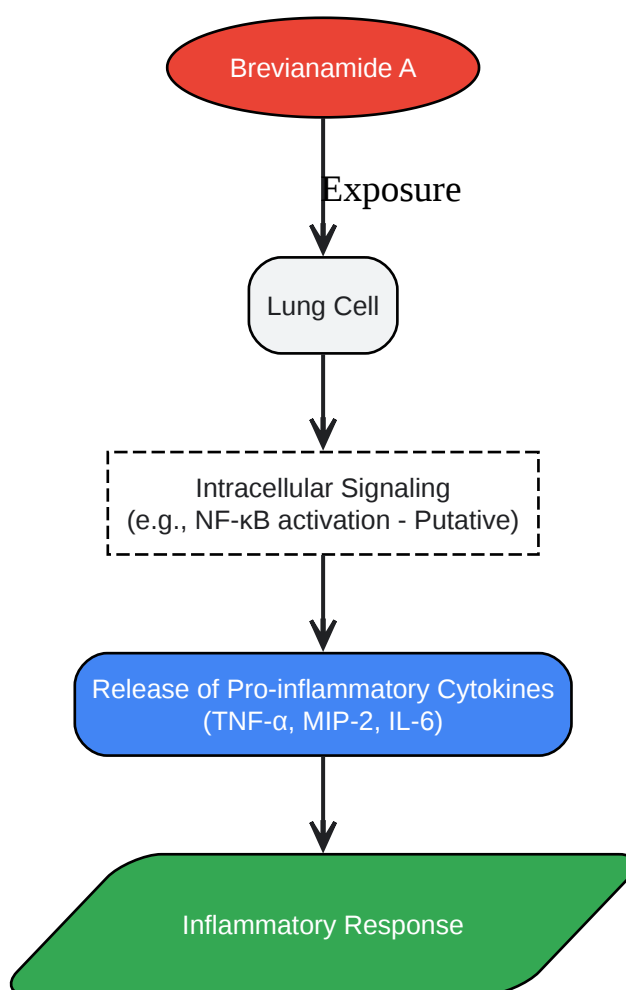 Brevianamide A
Exposure
Lung Cell
Intracellular Signaling
(e.g., NF-κB activation - Putative)
Release of Pro-inflammatory Cytokines
(TNF-α, MIP-2, IL-6)
Inflammatory Response